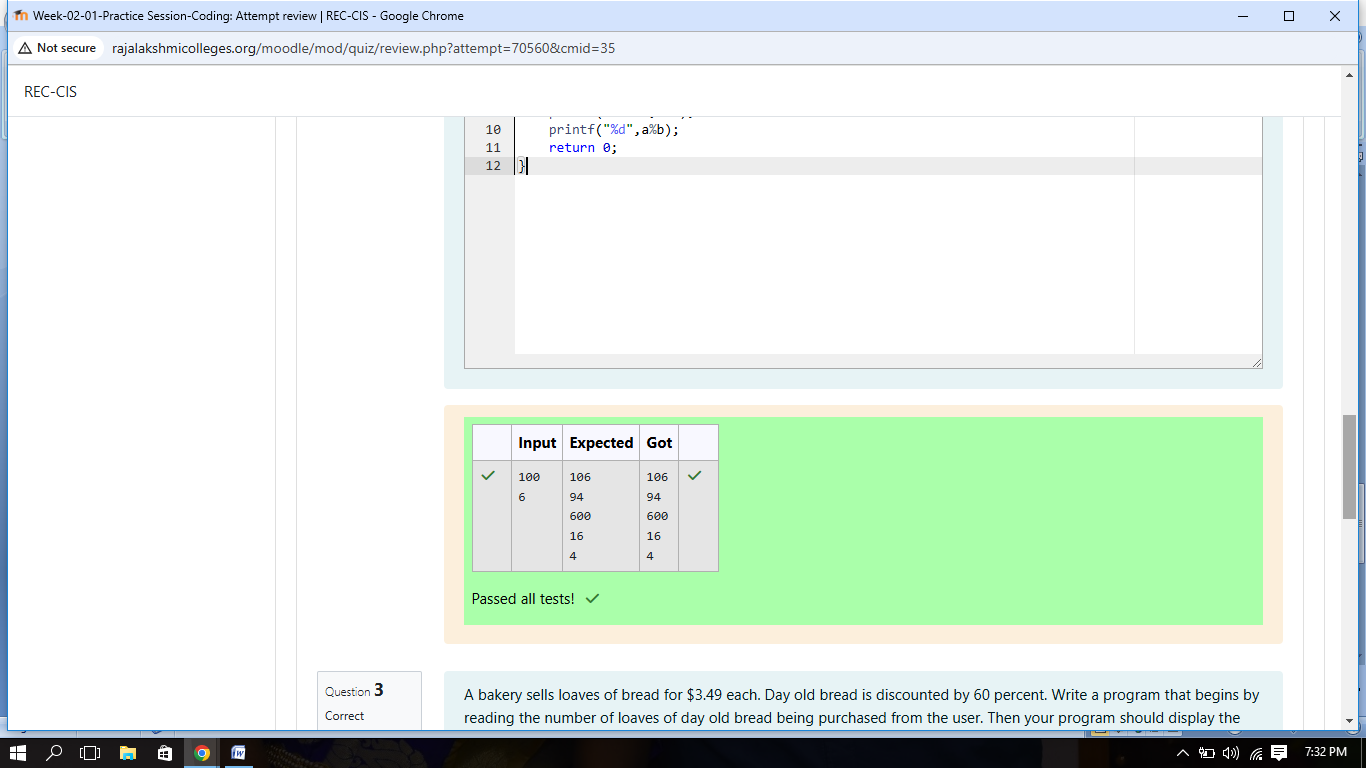 Week-02-01-Practice Session-Coding: Attempt review | REC-CIS - Google Chrome
Not secure rajalakshmicolleges.org/moodle/mod/quiz/review.php?attempt=70560&cmid=35
REC-CIS
10 printf("%d",a%b);
11 return 0;
12 }
Input Expected Got
100 106 106
6 94 94
600 600
16 16
4 4
Passed all tests!
Question 3
Correct
A bakery sells loaves of bread for $3.49 each. Day old bread is discounted by 60 percent. Write a program that begins by
reading the number of loaves of day old bread being purchased from the user. Then your program should display the
7:32 PM